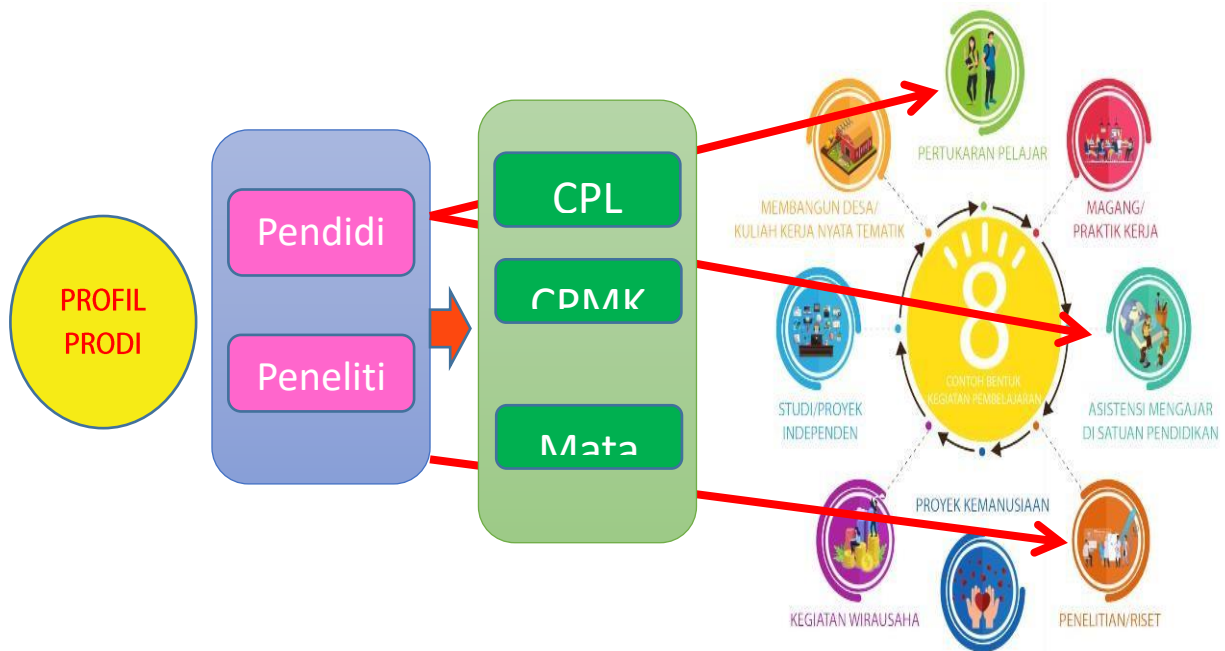 PROFIL
PRODI
Pendidi
Peneliti
CPL
CPMK
Mata
PERTUKARAN PELAJAR
MEMBANGUN DESA/
KULIAH KERJA NYATA TEMATIK
MAGANG/
PRAKTIK KERJA
8
CONTOH BENTUK
KEGIATAN PEMBELAJARAN
STUDI/PROYEK
INDEPENDEN
ASISTENSI MENGAJAR
DI SATUAN PENDIDIKAN
PROYEK KEMANUSIAAN
KEGIATAN WIRAUSAHA
PENELITIAN/RISET